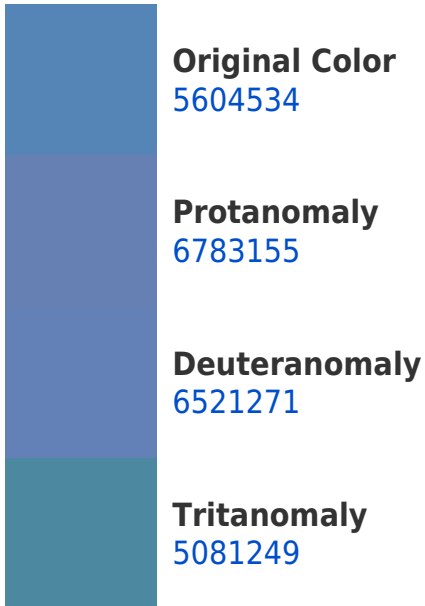 Original Color
5604534
Protanomaly
6783155
Deuteranomaly
6521271
Tritanomaly
5081249